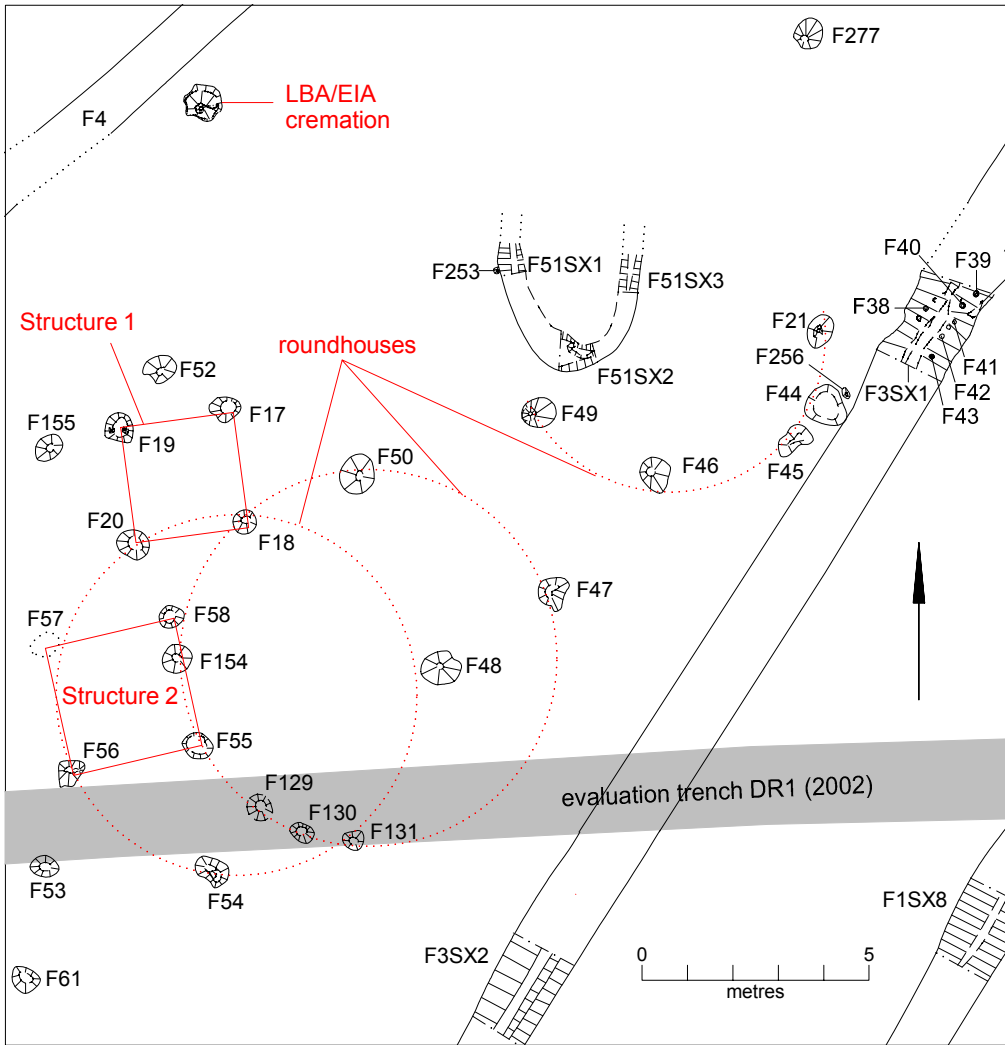 F277
LBA/EIA
cremation
F4
F40
F39
F253
F51SX1
F51SX3
F38
Structure 1
roundhouses
F21
F52
F256
F41
F51SX2
F3SX1
F42
F44
F43
F17
F155
F19
F49
F45
F50
F46
F20
F18
F47
F57
F58
F154
F48
Structure 2
F55
F56
F129
evaluation trench DR1 (2002)
F130
F131
F53
F54
F1SX8
F3SX2
0
5
F61
metres